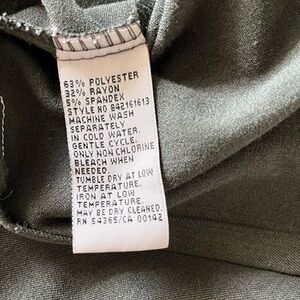 63% POLYESTER
32% RAYON
5% SPANDEX
STYLE NO B42161613
MACHINE WASH
SEPARATELY
IN COLD WATER.
GENTLE CYCLE.
ONLY NON CHLORINE
BLEACH WHEN
NEEDED.
TUMBLE DRY AT LOW
TEMPERATURE.
IRON AT LOW
TEMPERATURE.
MAY BE DRY CLEANED.
RN 54365/CA 00142